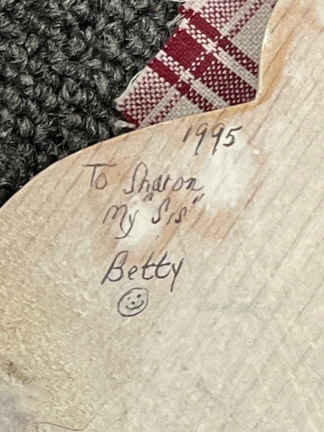 1995
To Sharon
My "Sis"
Betty